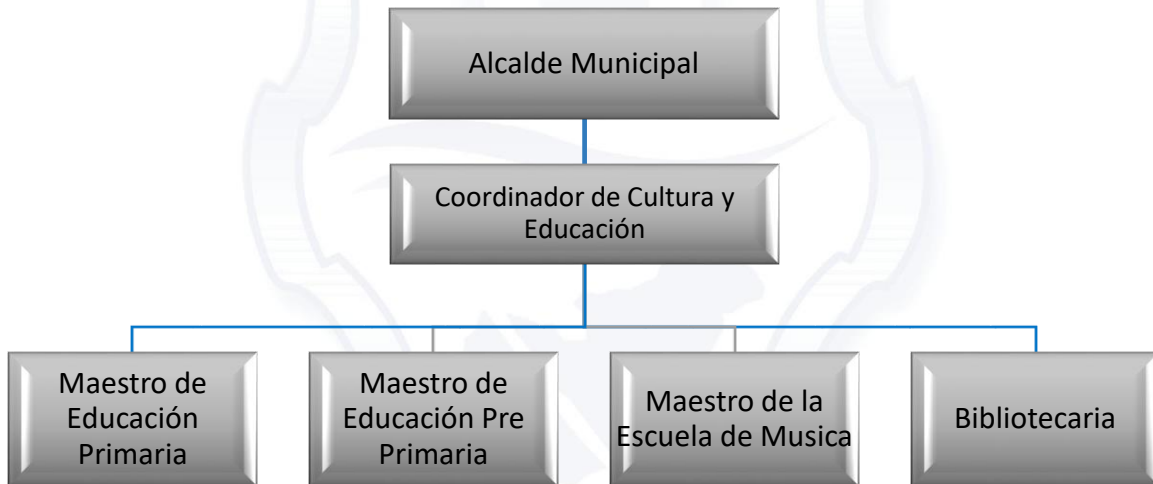 Alcalde Municipal
Coordinador de Cultura y
Educación
Maestro de
Educación
Primaria
Maestro de
Educación Pre
Primaria
Maestro de la
Escuela de Musica
Bibliotecaria